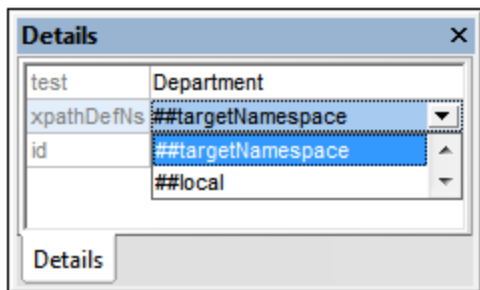 Details
test Department
xpathDefNs ##targetNamespace
id ##targetNamespace
##local
Details